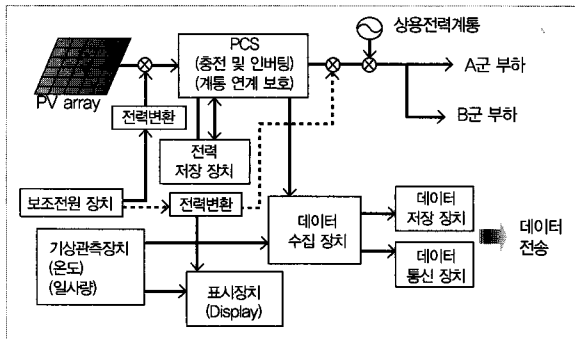 상용전력계통
PCS
(충전 및 인버팅)
(계통 연계 보호)
A군 부하
PV array
전력변환
B군 부하
전력
저장 장치
보조전원 장치
전력변환
데이터
수집 장치
데이터
저장 장치
데이터
전송
기상관측장치
(온도)
(일사량)
데이터
통신 장치
표시장치
(Display)